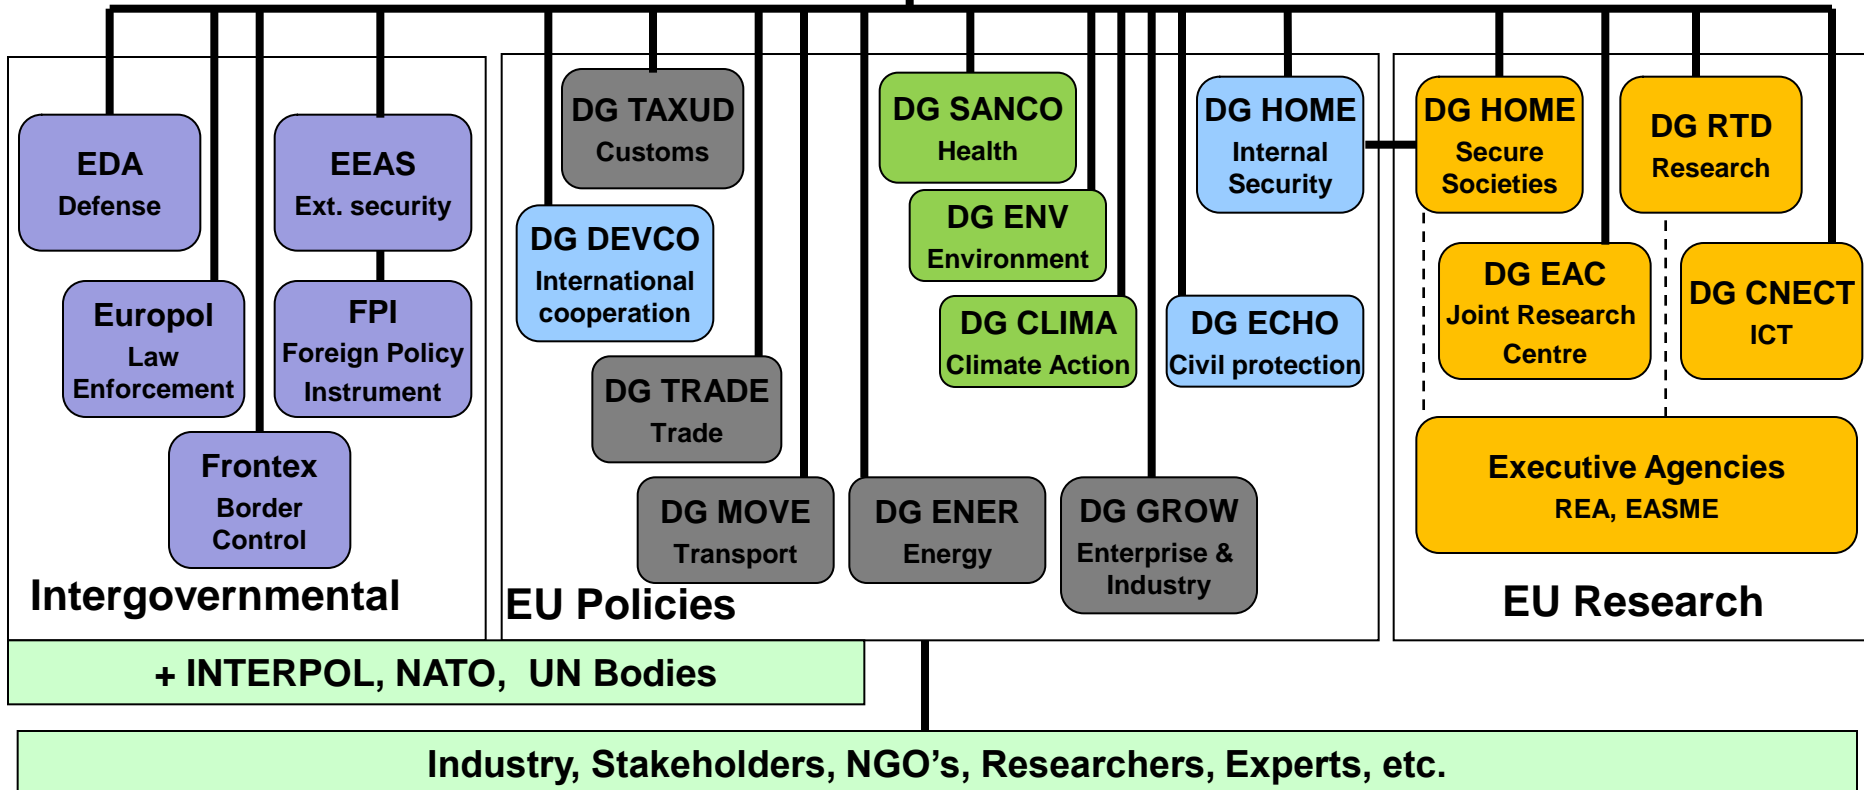 EDA
Defense
EEAS
Ext. security
Europol
Law
Enforcement
FPI
Foreign Policy
Instrument
Frontex
Border
Control
Intergovernmental
DG TAXUD
Customs
DG SANCO
Health
DG HOME
Internal
Security
DG DEVCO
International
cooperation
DG ENV
Environment
DG CLIMA
Climate Action
DG ECHO
Civil protection
DG TRADE
Trade
DG MOVE
Transport
DG ENER
Energy
DG GROW
Enterprise &
Industry
EU Policies
DG HOME
Secure
Societies
DG RTD
Research
DG EAC
Joint Research
Centre
DG CNECT
ICT
Executive Agencies
REA, EASME
EU Research
+ INTERPOL, NATO, UN Bodies
Industry, Stakeholders, NGO’s, Researchers, Experts, etc.